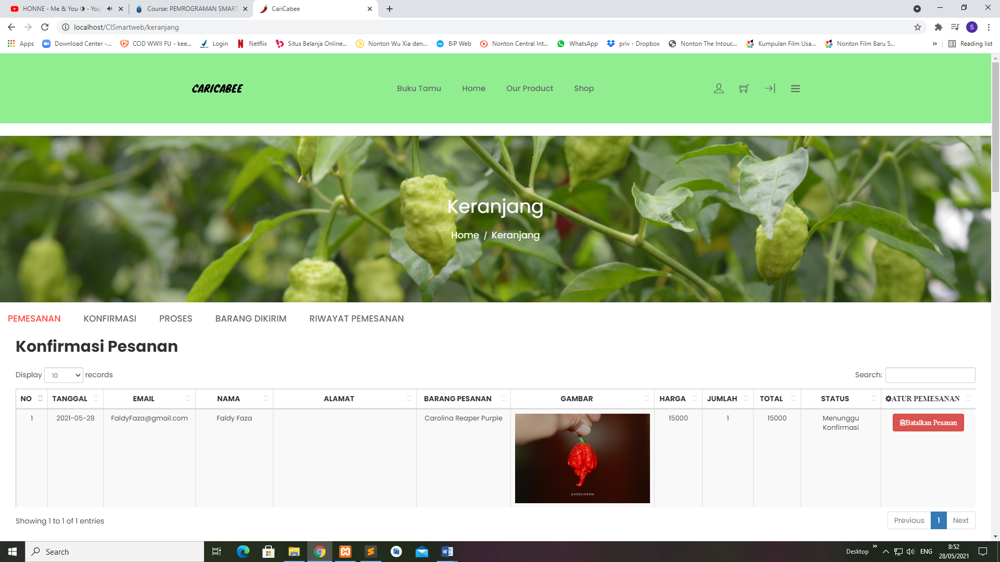 HONNE - Me & You ◑ - You
Course: PEMROGRAMAN SMART
CariCabee
localhost/CISmartweb/keranjang
S
Apps
Download Center -...
COD WWII FU - kee...
Login
Netflix
Situs Belanja Online...
Nonton Wu Xia den...
BiP Web
Nonton Central Int...
WhatsApp
priv - Dropbox
Nonton The Intouc...
Kumpulan Film Usa...
Nonton Film Baru S...
»
Reading list
CARICABEE
Buku Tamu
Home
Our Product
Shop
Keranjang
Home / Keranjang
PEMESANAN
KONFIRMASI
PROSES
BARANG DIKIRIM
RIWAYAT PEMESANAN
Konfirmasi Pesanan
Display 10 records
Search:
NO TANGGAL EMAIL NAMA ALAMAT BARANG PESANAN GAMBAR HARGA JUMLAH TOTAL STATUS ATUR PEMESANAN
1 2021-05-28 FaldyFaza@gmail.com Faldy Faza Carolina Reaper Purple 15000 1 15000 Menunggu
Konfirmasi
Batalkan Pesanan
@KEBUNEMA
Showing 1 to 1 of 1 entries
Previous 1 Next
Search
Desktop
»
ENG
8:52
28/05/2021